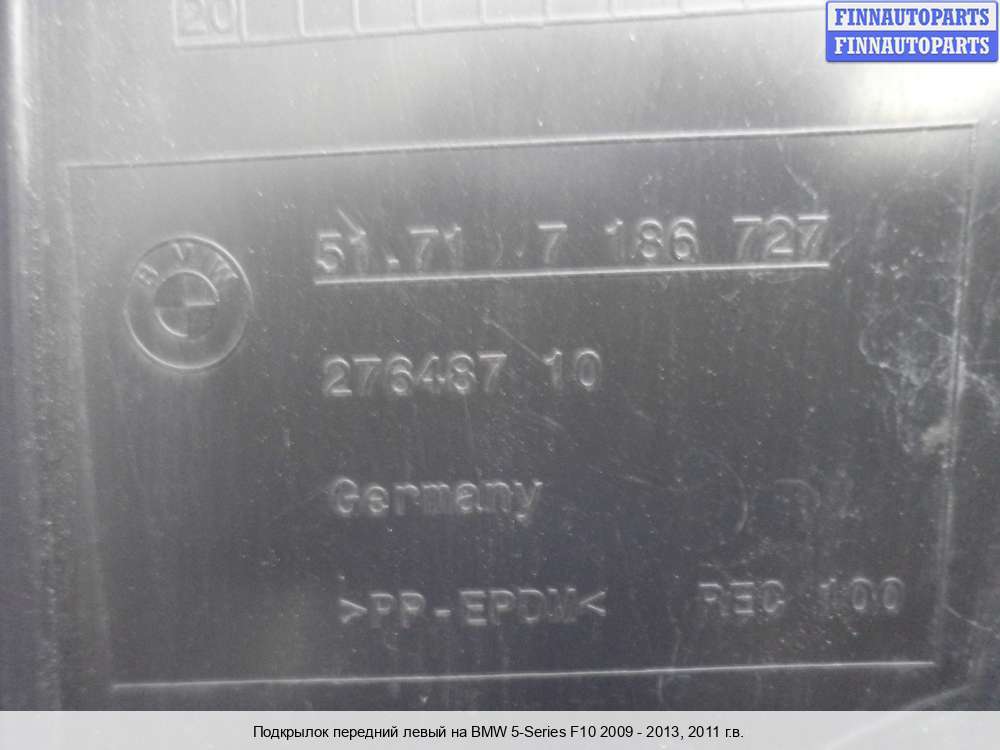 FINNAUTOPARTS
FINNAUTOPARTS
20
BMW
51.71 7 186 727
276487 10
Germany
>PP-EPDM< REC 100
Подкрылок передний левый на BMW 5-Series F10 2009 - 2013, 2011 г.в.